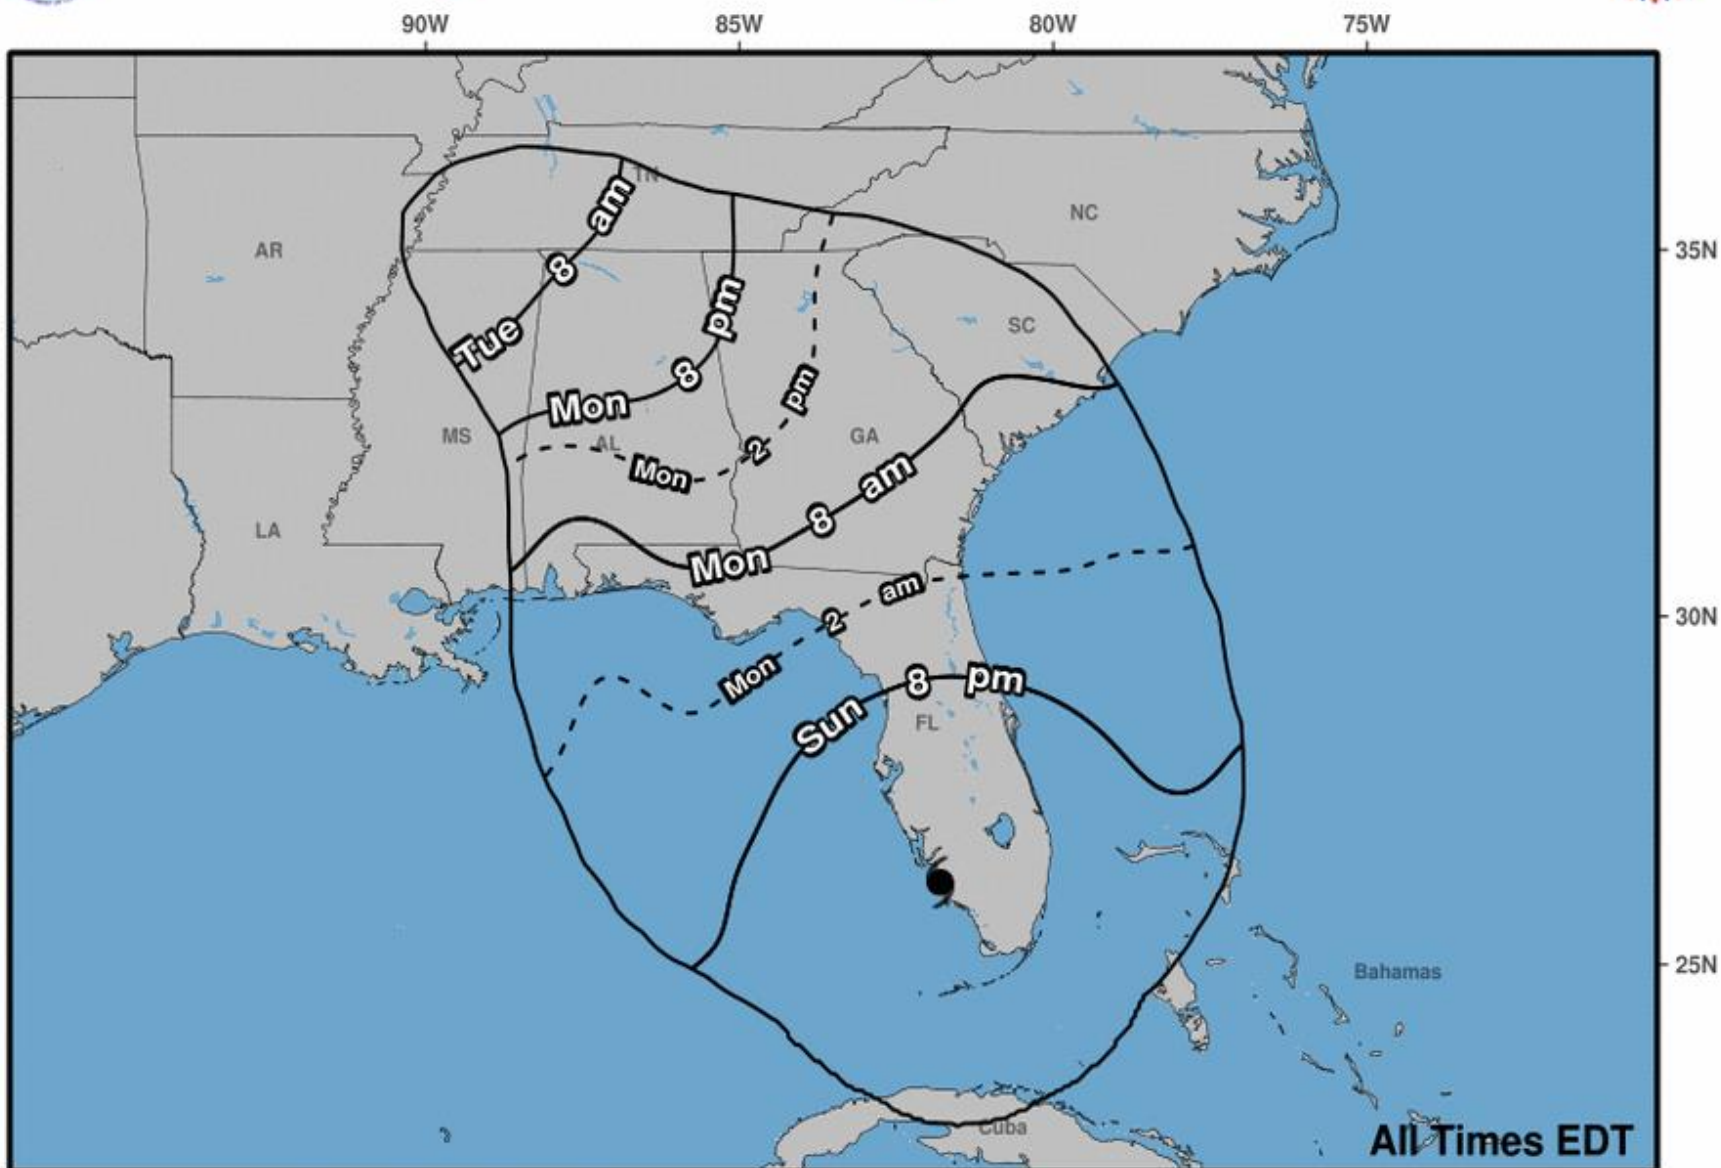 90W 85W 80W 75W
TN
NC
AR
35N
Tue 8 am
SC
Mon 8 pm
MS
AL
GA
Mon 2 pm
LA
Mon 8 am
30N
Mon 2 am
Sun 8 pm
FL
25N
Bahamas
Cuba
All Times EDT